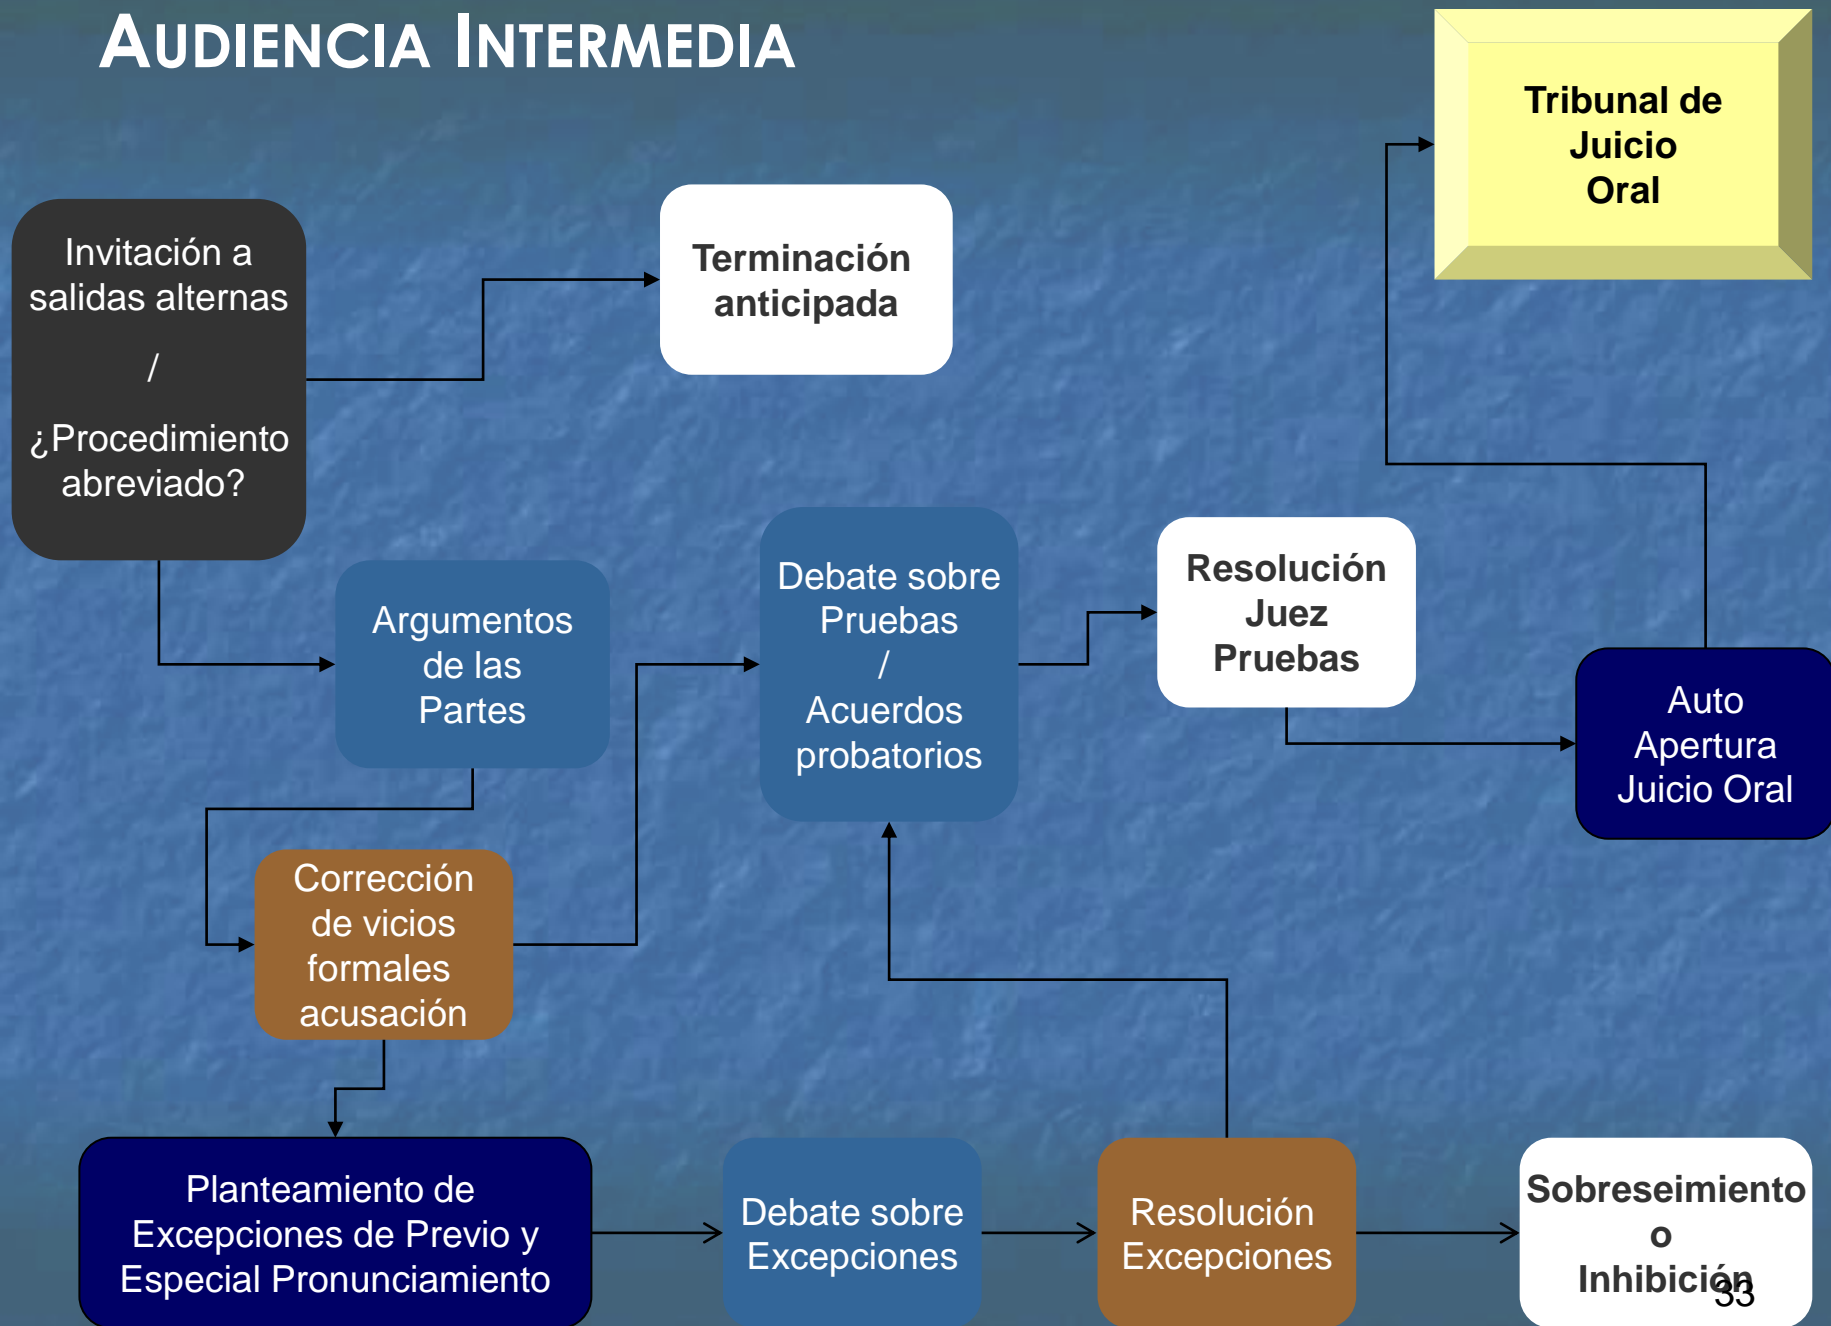 AUDIENCIA INTERMEDIA
Tribunal de
Juicio
Oral
Invitación a
salidas alternas
/
¿Procedimiento
abreviado?
Terminación
anticipada
Argumentos
de las
Partes
Debate sobre
Pruebas
/
Acuerdos
probatorios
Resolución
Juez
Pruebas
Auto
Apertura
Juicio Oral
Corrección
de vicios
formales
acusación
Planteamiento de
Excepciones de Previo y
Especial Pronunciamiento
Debate sobre
Excepciones
Resolución
Excepciones
Sobreseimiento
o
Inhibición
33